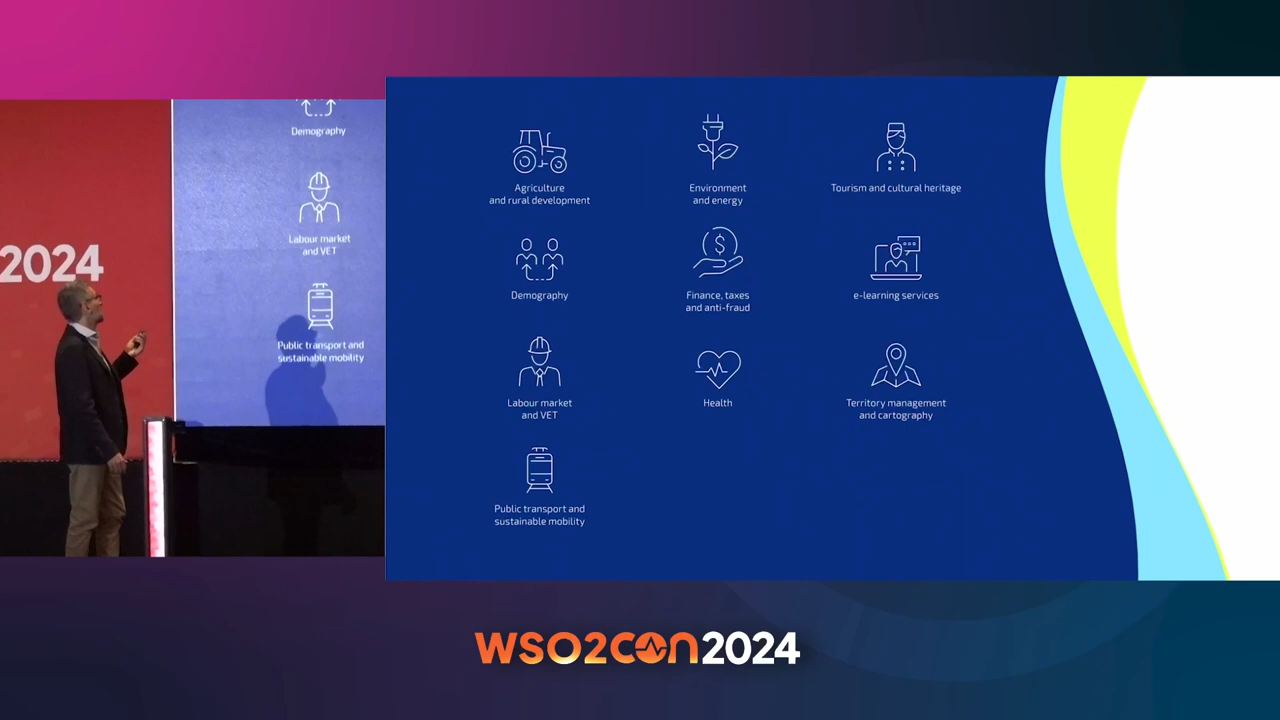 2024
Demography
Labour market
and VET
Public transport and
sustainable mobility
Agriculture
and rural development
Environment
and energy
Tourism and cultural heritage
Demography
Finance, taxes
and anti-fraud
e-learning services
Labour market
and VET
Health
Territory management
and cartography
Public transport and
sustainable mobility
WSO2CON2024